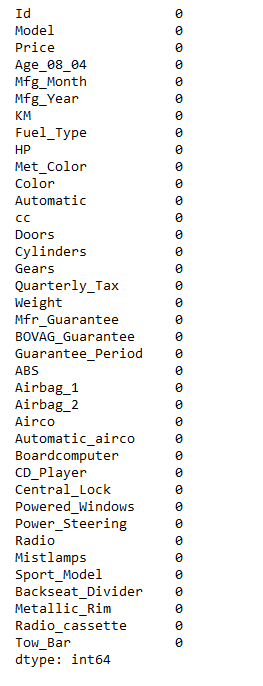 Id 0
Model 0
Price 0
Age_08_04 0
Mfg_Month 0
Mfg_Year 0
KM 0
Fuel_Type 0
HP 0
Met_Color 0
Color 0
Automatic 0
cc 0
Doors 0
Cylinders 0
Gears 0
Quarterly_Tax 0
Weight 0
Mfr_Guarantee 0
BOVAG_Guarantee 0
Guarantee_Period 0
ABS 0
Airbag_1 0
Airbag_2 0
Airco 0
Automatic_airco 0
Boardcomputer 0
CD_Player 0
Central_Lock 0
Powered_Windows 0
Power_Steering 0
Radio 0
Mistlamps 0
Sport_Model 0
Backseat_Divider 0
Metallic_Rim 0
Radio_cassette 0
Tow_Bar 0
dtype: int64